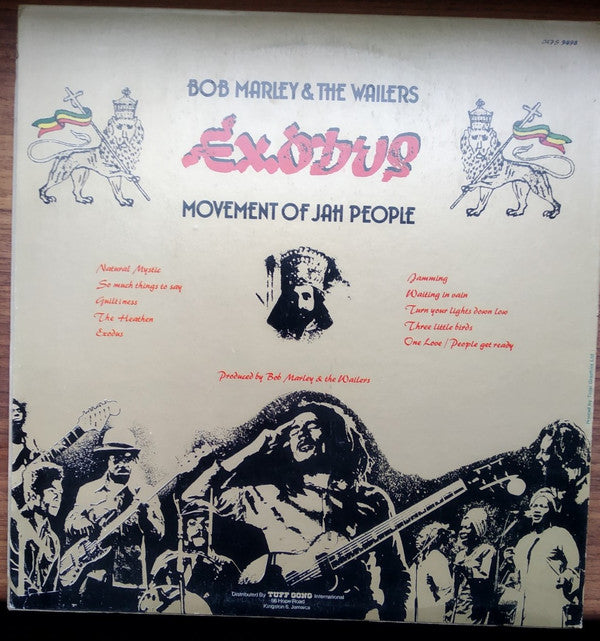 BOB MARLEY & THE WAILERS
Exodus
MOVEMENT OF JAH PEOPLE
Natural Mystic
So much things to say
Guiltiness
The Heathen
Exodus
Jamming
Waiting in vain
Turn your lights down low
Three little birds
One Love / People get ready
Produced by Bob Marley & the Wailers
Distributed By TUFF GONG International
56 Hope Road
Kingston 6, Jamaica